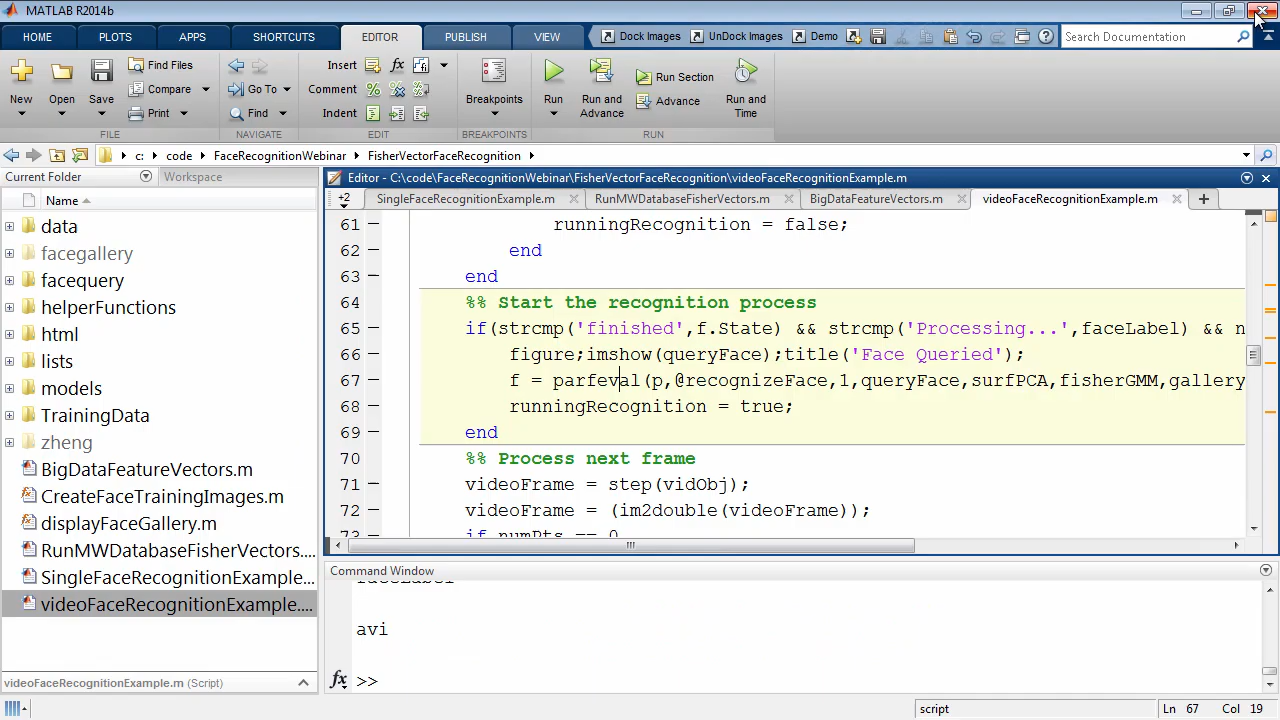 MATLAB R2014b
HOME PLOTS APPS SHORTCUTS EDITOR PUBLISH VIEW Dock Images UnDock Images Demo Search Documentation
New Open Save Find Files Compare Print
FILE
Go To Find
NAVIGATE
Insert fx
Comment
Indent
EDIT
Breakpoints
BREAKPOINTS
Run Run and Advance Run Section Advance Run and Time
RUN
c: code FaceRecognitionWebinar FisherVectorFaceRecognition
Current Folder Workspace
Name
data
facegallery
facequery
helperFunctions
html
lists
models
TrainingData
zheng
BigDataFeatureVectors.m
CreateFaceTrainingImages.m
displayFaceGallery.m
RunMWDatabaseFisherVectors....
SingleFaceRecognitionExample...
videoFaceRecognitionExample....
videoFaceRecognitionExample.m (Script)
Editor - C:\code\FaceRecognitionWebinar\FisherVectorFaceRecognition\videoFaceRecognitionExample.m
+2 SingleFaceRecognitionExample.m RunMWDatabaseFisherVectors.m BigDataFeatureVectors.m videoFaceRecognitionExample.m
61 runningRecognition = false;
62 end
63 end
64 %% Start the recognition process
65 if(strcmp('finished',f.State) && strcmp('Processing...',faceLabel) && n
66 figure;imshow(queryFace);title('Face Queried');
67 f = parfeval(p,@recognizeFace,1,queryFace,surfPCA,fisherGMM,gallery
68 runningRecognition = true;
69 end
70 %% Process next frame
71 videoFrame = step(vidObj);
72 videoFrame = (im2double(videoFrame));
73 if numPts == 0
Command Window
faceLabel
avi
fx >>
script Ln 67 Col 19